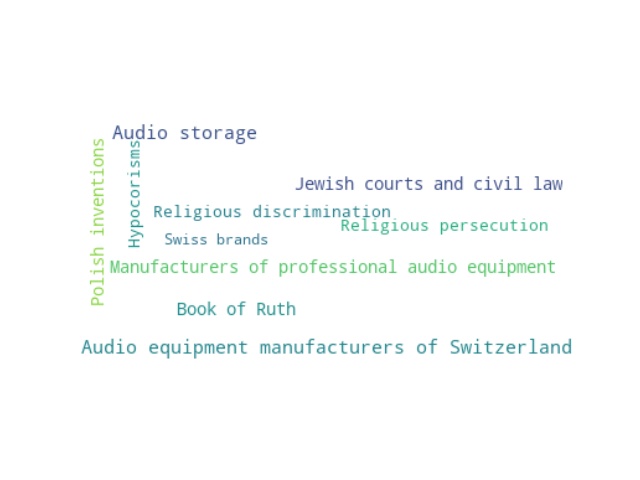 Audio storage
Polish inventions
Hypocorisms
Jewish courts and civil law
Religious discrimination
Religious persecution
Swiss brands
Manufacturers of professional audio equipment
Book of Ruth
Audio equipment manufacturers of Switzerland